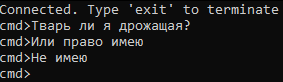 Connected. Type 'exit' to terminate
cmd>Тварь ли я дрожащая?
cmd>Или право имею
cmd>Не имею
cmd>